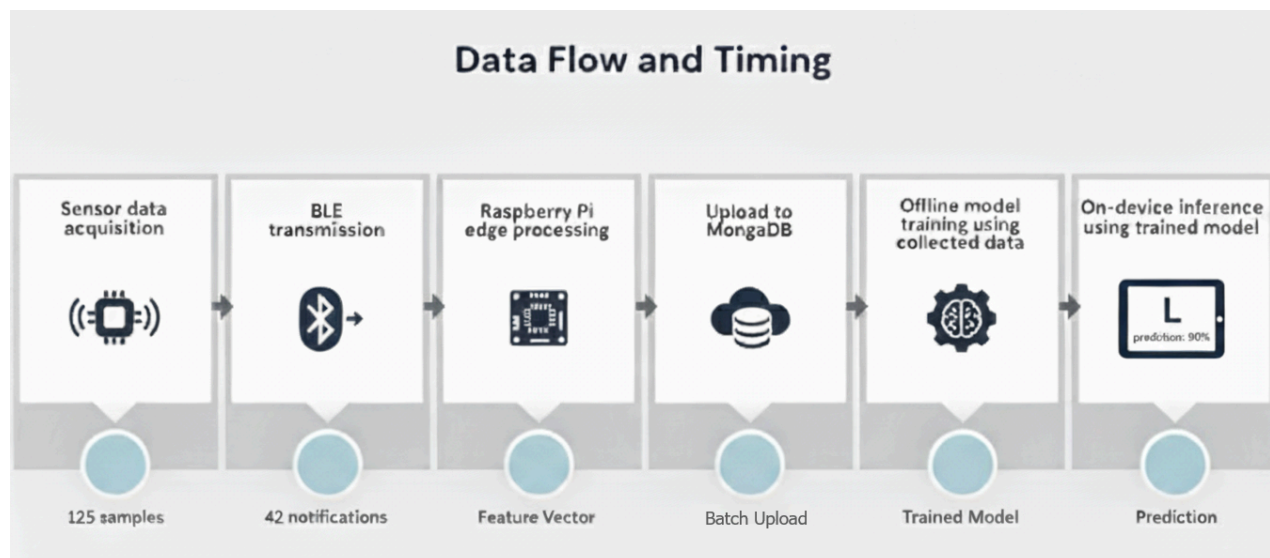 Data Flow and Timing
Sensor data
acquisition
BLE
transmission
Raspberry Pi
edge processing
Upload to
MongaDB
Offline model
training using
collected data
On-device inference
using trained model
L
prediction: 90%
125 samples
42 notifications
Feature Vector
Batch Upload
Trained Model
Prediction